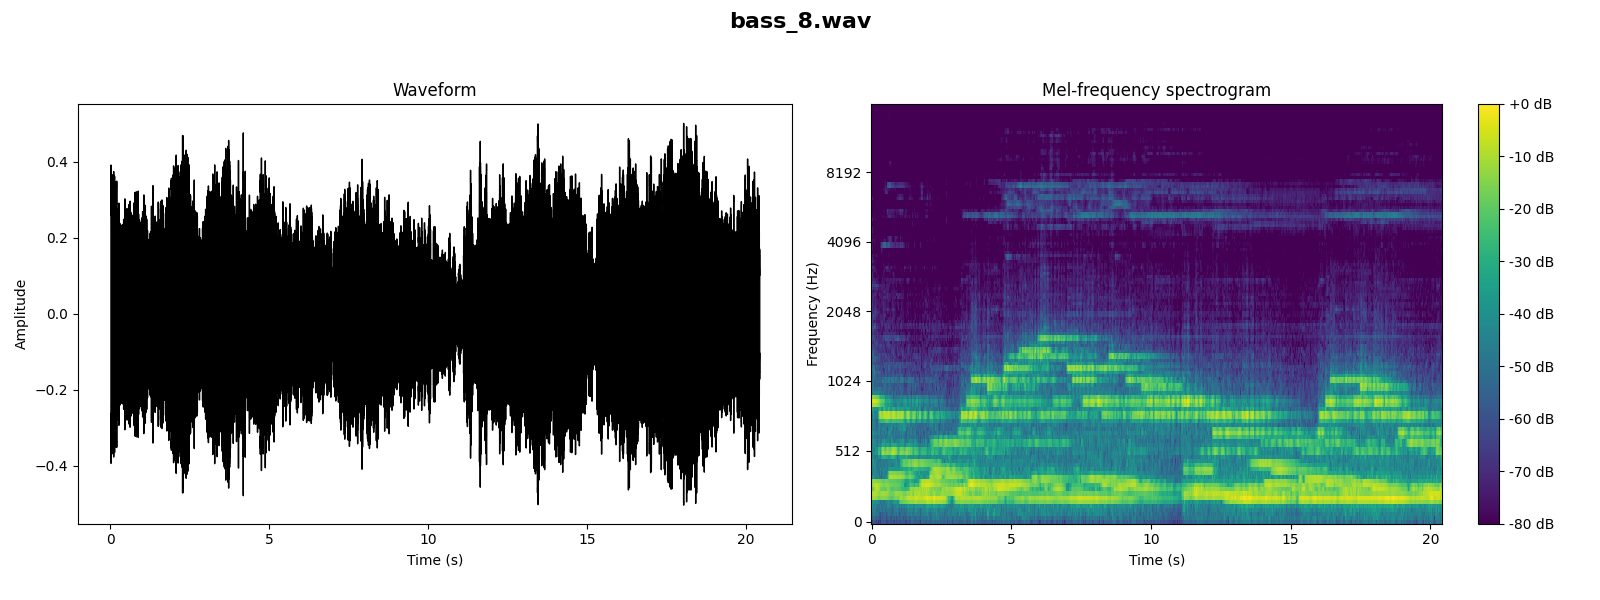 bass_8.wav
Waveform
Amplitude
0.4
0.2
0.0
−0.2
−0.4
0 5 10 15 20
Time (s)
Mel-frequency spectrogram
Frequency (Hz)
8192
4096
2048
1024
512
0
0 5 10 15 20
Time (s)
+0 dB
-10 dB
-20 dB
-30 dB
-40 dB
-50 dB
-60 dB
-70 dB
-80 dB